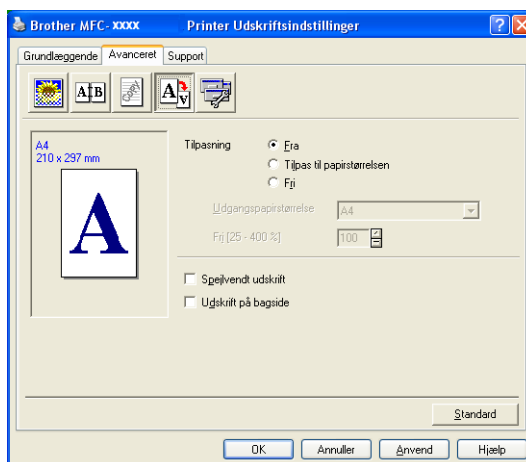 Brother MFC- xxxx Printer Udskriftsindstillinger
Grundlæggende Avanceret Support
A4
210 x 297 mm
A
Tilpasning
Fra
Tilpas til papirstørrelsen
Fri
Udgangspapirstørrelse A4
Fri [25 - 400 %] 100
Spejlvendt udskrift
Udskrift på bagside
Standard
OK Annuller Anvend Hjælp